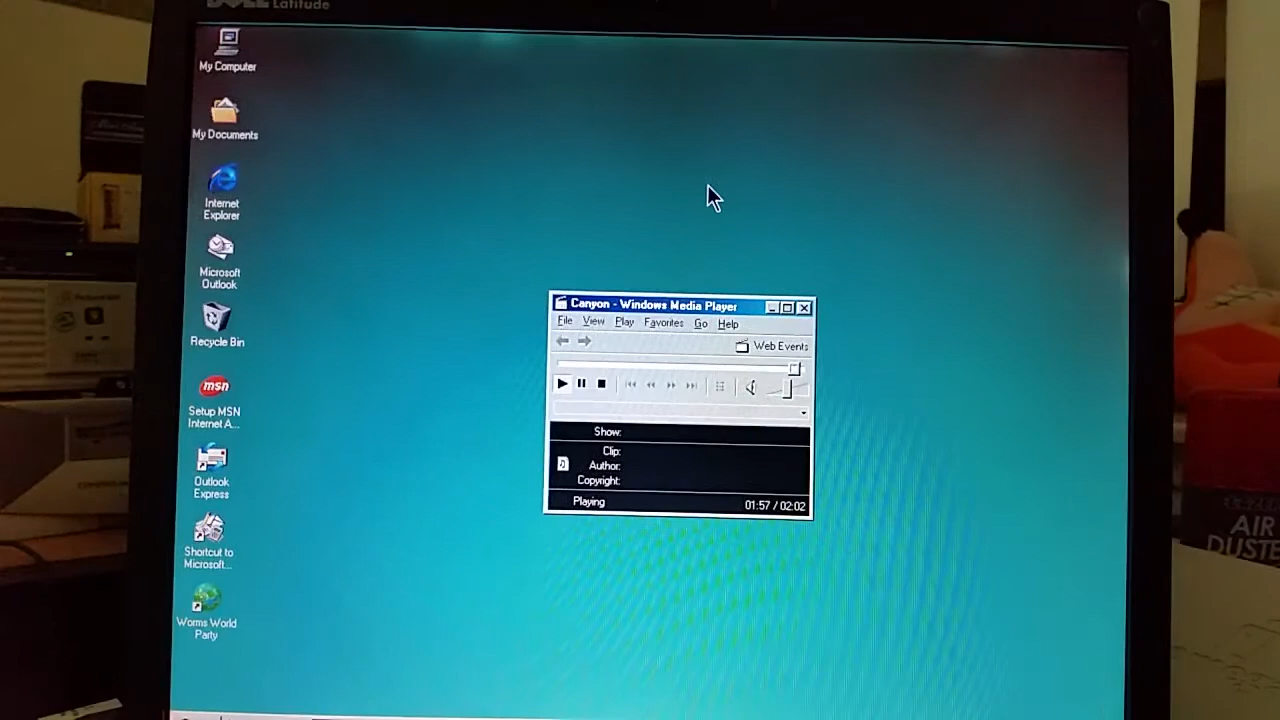 DELL Latitude
My Computer
My Documents
Internet
Explorer
Microsoft
Outlook
Recycle Bin
msn
Setup MSN
Internet A...
Outlook
Express
Shortcut to
Microsoft...
Worms World
Party
Canyon - Windows Media Player
File View Play Favorites Go Help
Web Events
Show:
Clip:
Author:
Copyright:
Playing
01:57 / 02:02
AIR
DUSTE